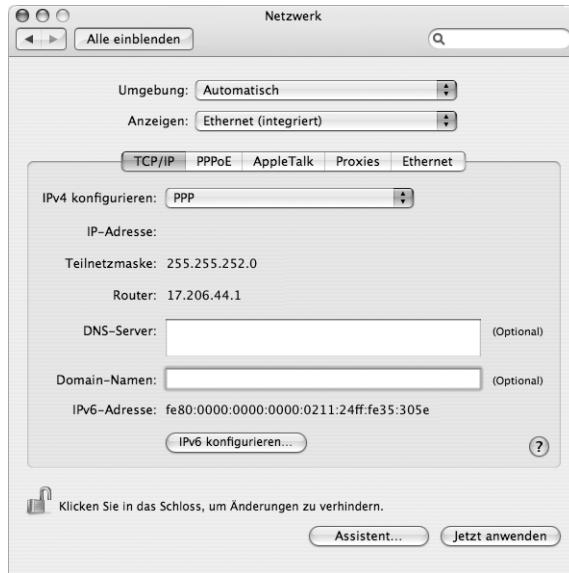 Netzwerk
Alle einblenden
Umgebung: Automatisch
Anzeigen: Ethernet (integriert)
TCP/IP PPPoE AppleTalk Proxies Ethernet
IPv4 konfigurieren: PPP
IP-Adresse:
Teilnetzmaske: 255.255.252.0
Router: 17.206.44.1
DNS-Server: (Optional)
Domain-Namen: (Optional)
IPv6-Adresse: fe80:0000:0000:0000:0211:24ff:fe35:305e
IPv6 konfigurieren... ?
Klicken Sie in das Schloss, um Änderungen zu verhindern.
Assistent... Jetzt anwenden